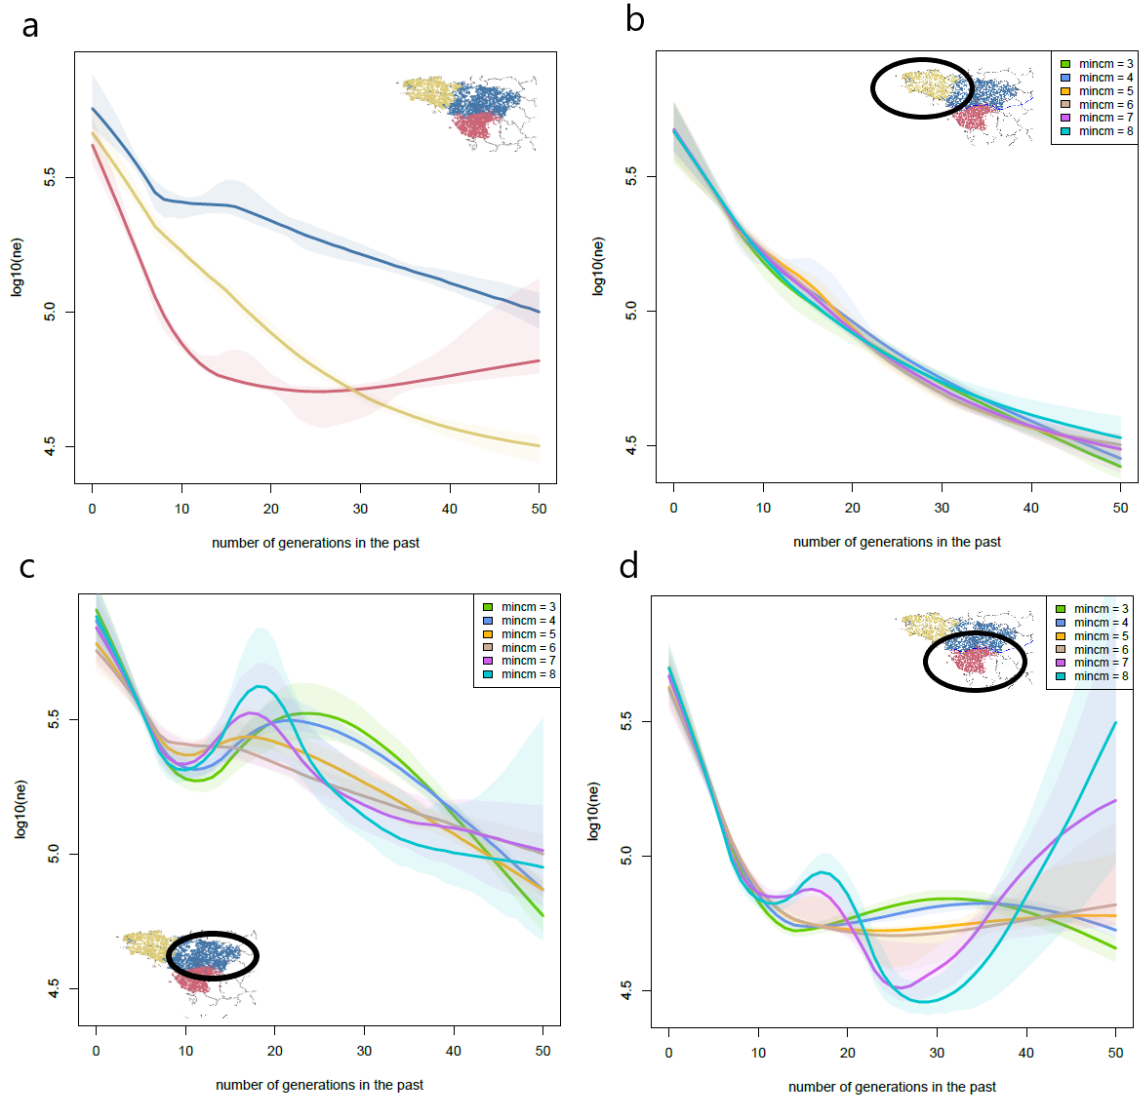 a
log10(ne)
5.5
5.0
4.5
0 10 20 30 40 50
number of generations in the past
b
mincm = 3
mincm = 4
mincm = 5
mincm = 6
mincm = 7
mincm = 8
log10(ne)
5.5
5.0
4.5
0 10 20 30 40 50
number of generations in the past
c
mincm = 3
mincm = 4
mincm = 5
mincm = 6
mincm = 7
mincm = 8
log10(ne)
5.5
5.0
4.5
0 10 20 30 40 50
number of generations in the past
d
mincm = 3
mincm = 4
mincm = 5
mincm = 6
mincm = 7
mincm = 8
log10(ne)
5.5
5.0
4.5
0 10 20 30 40 50
number of generations in the past